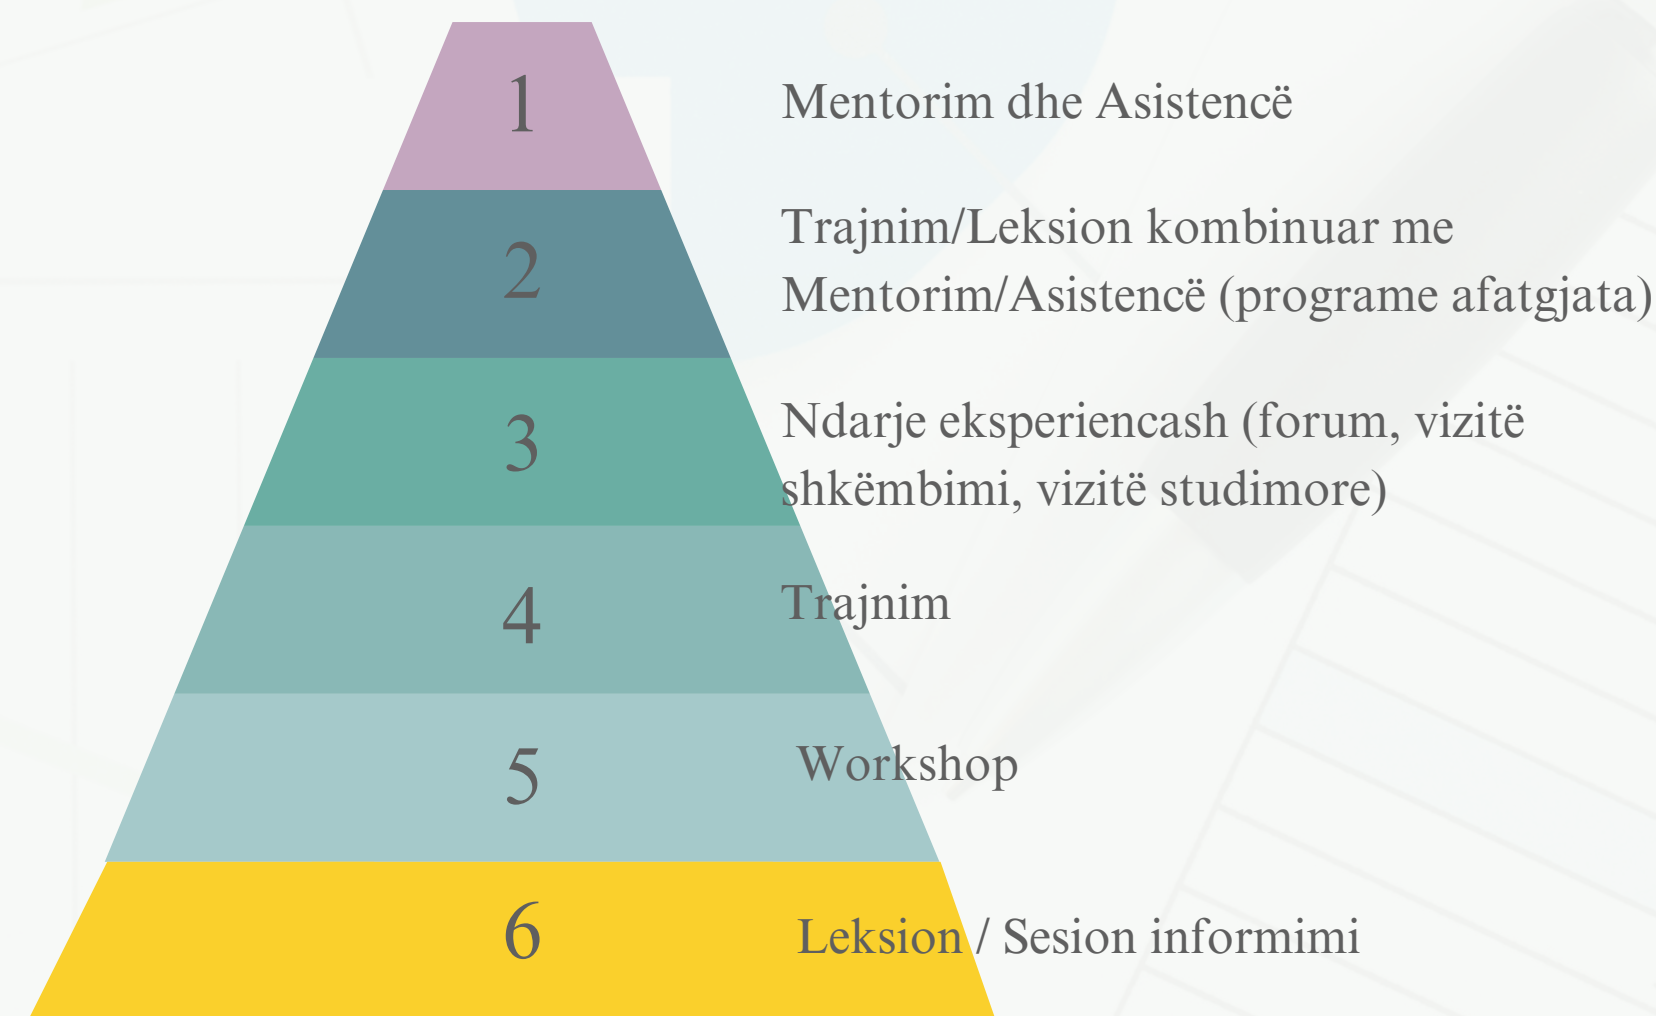 1
Mentorim dhe Asistencë
2
Trajnim/Leksion kombinuar me
Mentorim/Asistencë (programe afatgjata)
3
Ndarje eksperiencash (forum, vizitë
shkëmbimi, vizitë studimore)
4
Trajnim
5
Workshop
6
Leksion / Sesion informimi